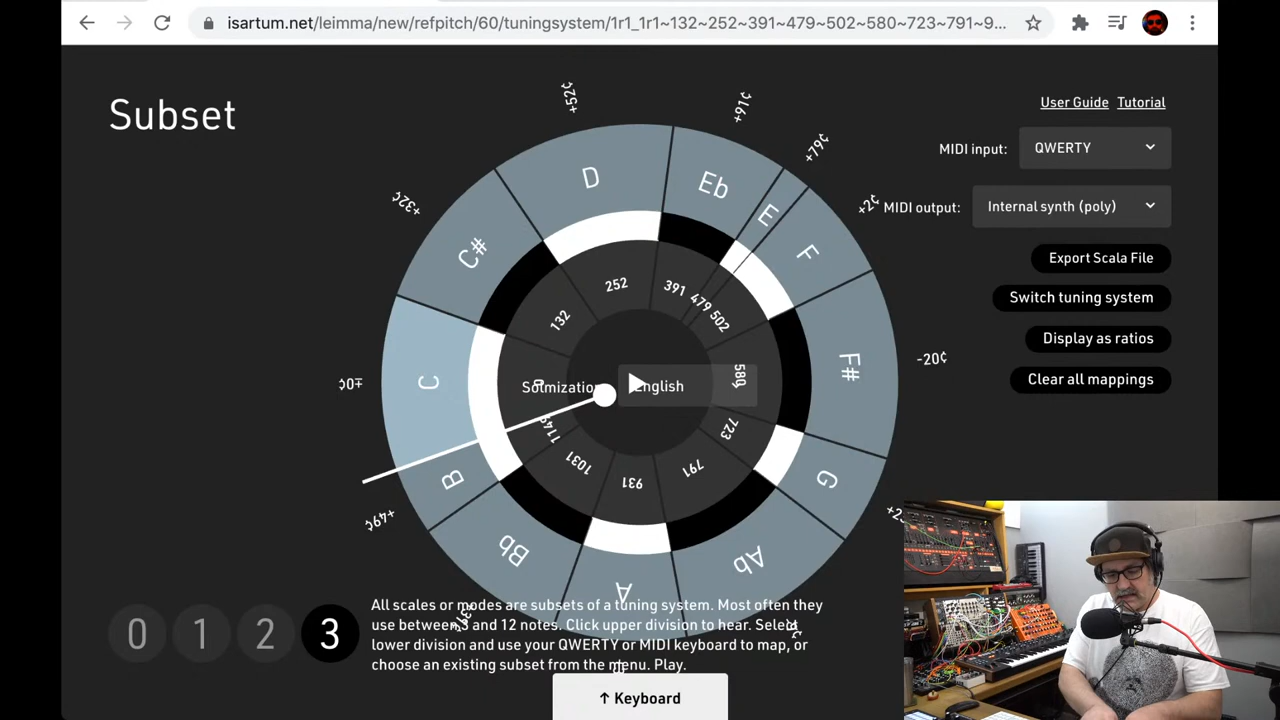 isartum.net/leimma/new/refpitch/60/tuningsystem/1r1_1r1~132~252~391~479~502~580~723~791~9...
Subset
User Guide Tutorial
MIDI input: QWERTY
MIDI output: Internal synth (poly)
Export Scala File
Switch tuning system
Display as ratios
Clear all mappings
+52¢
+91¢
+79¢
+2¢
-20¢
+49¢
±0¢
+32¢
D
Eb
E
F
F#
G
Ab
A
Bb
B
C
C#
132
252
391
479
502
580
723
791
931
1031
Solmization English
0 1 2 3
All scales or modes are subsets of a tuning system. Most often they
use between 5 and 12 notes. Click upper division to hear. Select
lower division and use your QWERTY or MIDI keyboard to map, or
choose an existing subset from the menu. Play.
↑ Keyboard